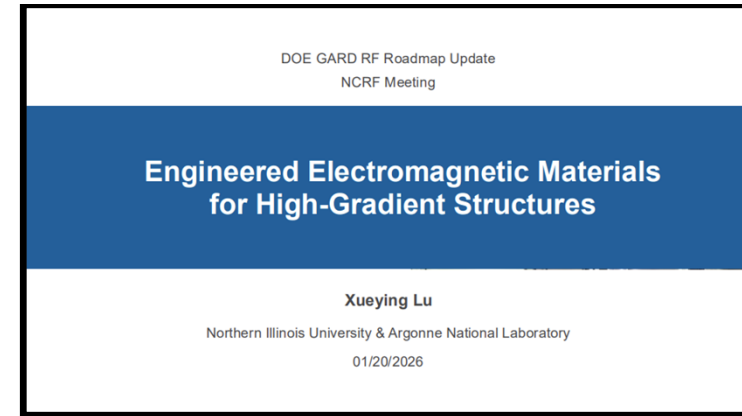 DOE GARD RF Roadmap Update
NCRF Meeting
Engineered Electromagnetic Materials
for High-Gradient Structures
Xueying Lu
Northern Illinois University & Argonne National Laboratory
01/20/2026